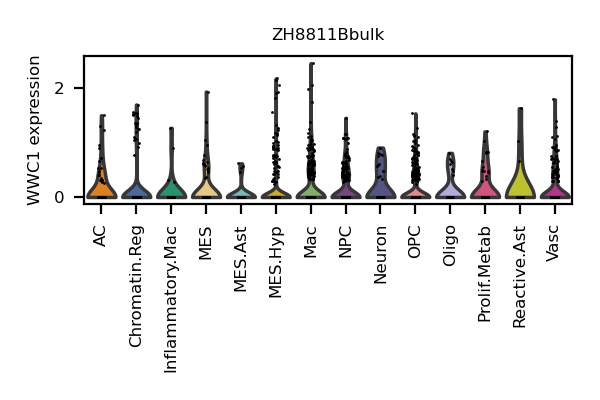 ZH8811Bbulk
WWC1 expression
2
0
AC
Chromatin.Reg
Inflammatory.Mac
MES
MES.Ast
MES.Hyp
Mac
NPC
Neuron
OPC
Oligo
Prolif.Metab
Reactive.Ast
Vasc